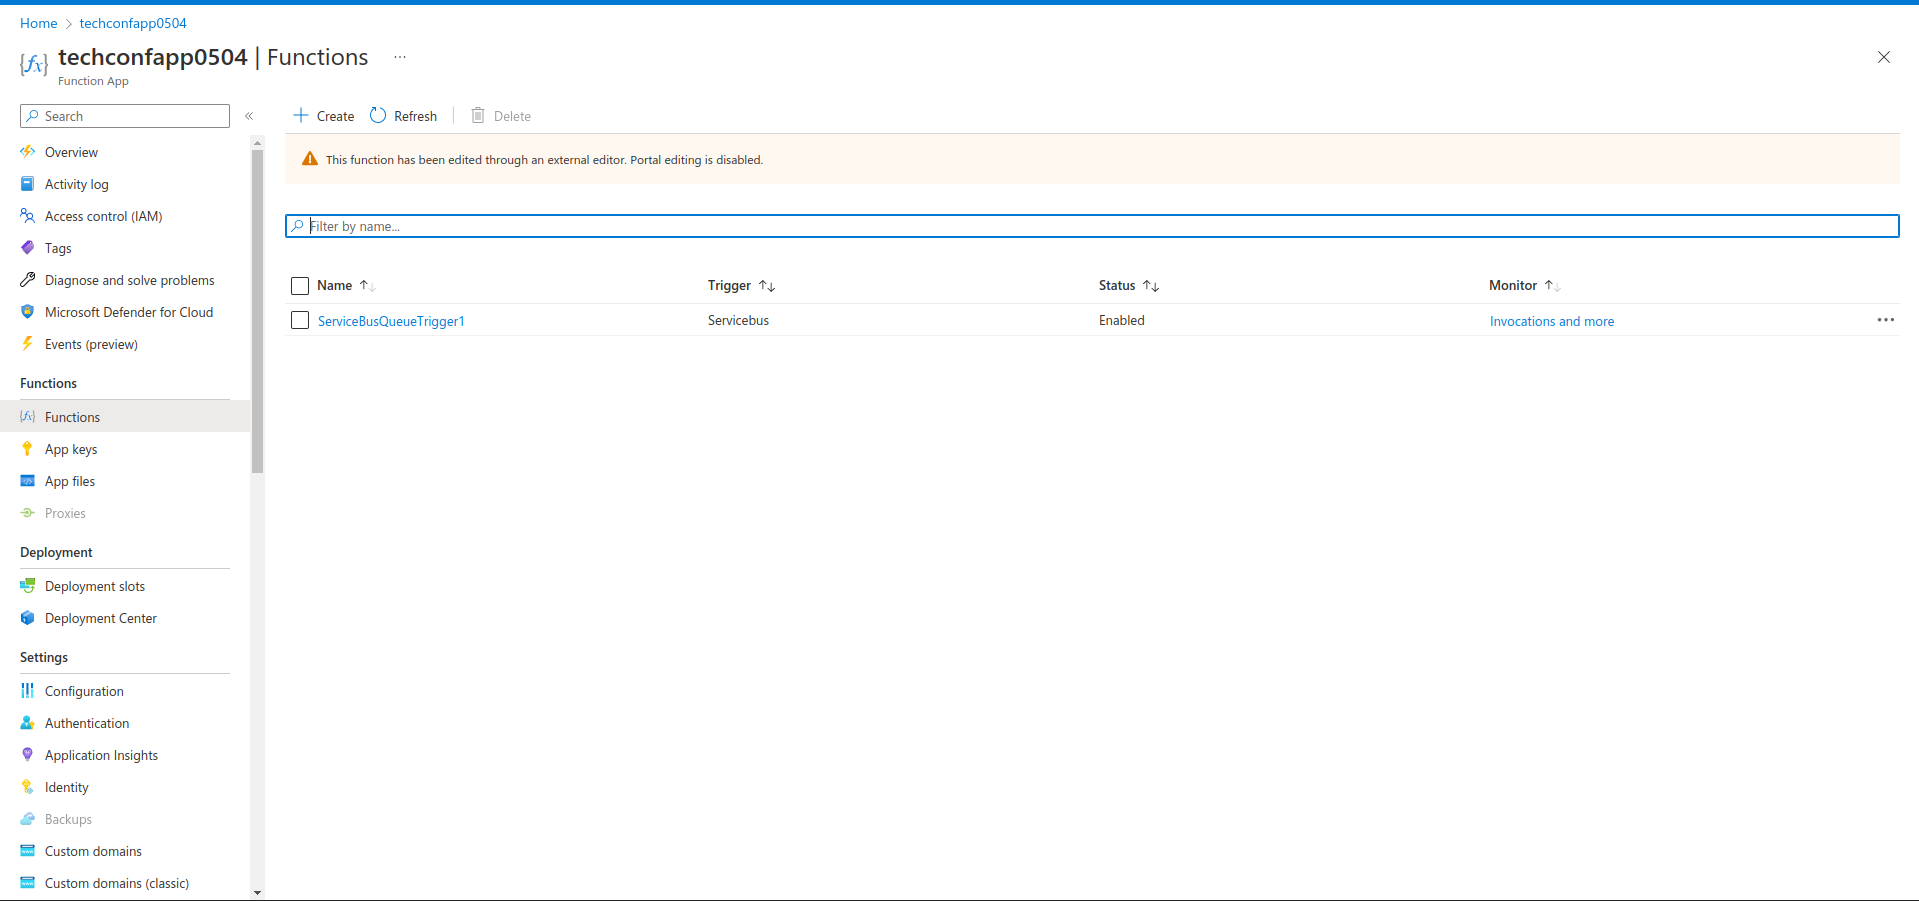 Home > techconfapp0504
techconfapp0504 | Functions ...
Function App
Search «
Overview
Activity log
Access control (IAM)
Tags
Diagnose and solve problems
Microsoft Defender for Cloud
Events (preview)
Functions
Functions
App keys
App files
Proxies
Deployment
Deployment slots
Deployment Center
Settings
Configuration
Authentication
Application Insights
Identity
Backups
Custom domains
Custom domains (classic)
Create Refresh Delete
This function has been edited through an external editor. Portal editing is disabled.
Filter by name...
Name Trigger Status Monitor
ServiceBusQueueTrigger1 Servicebus Enabled Invocations and more